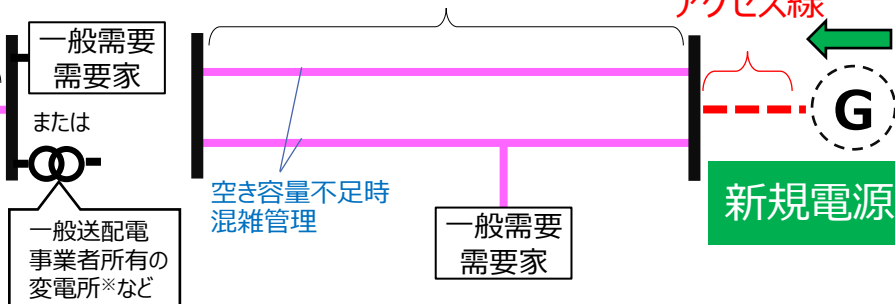 アクセス線
一般需要
需要家
または
G
空き容量不足時
混雑管理
新規電源
一般需要
需要家
一般送配電
事業者所有の
変電所※など